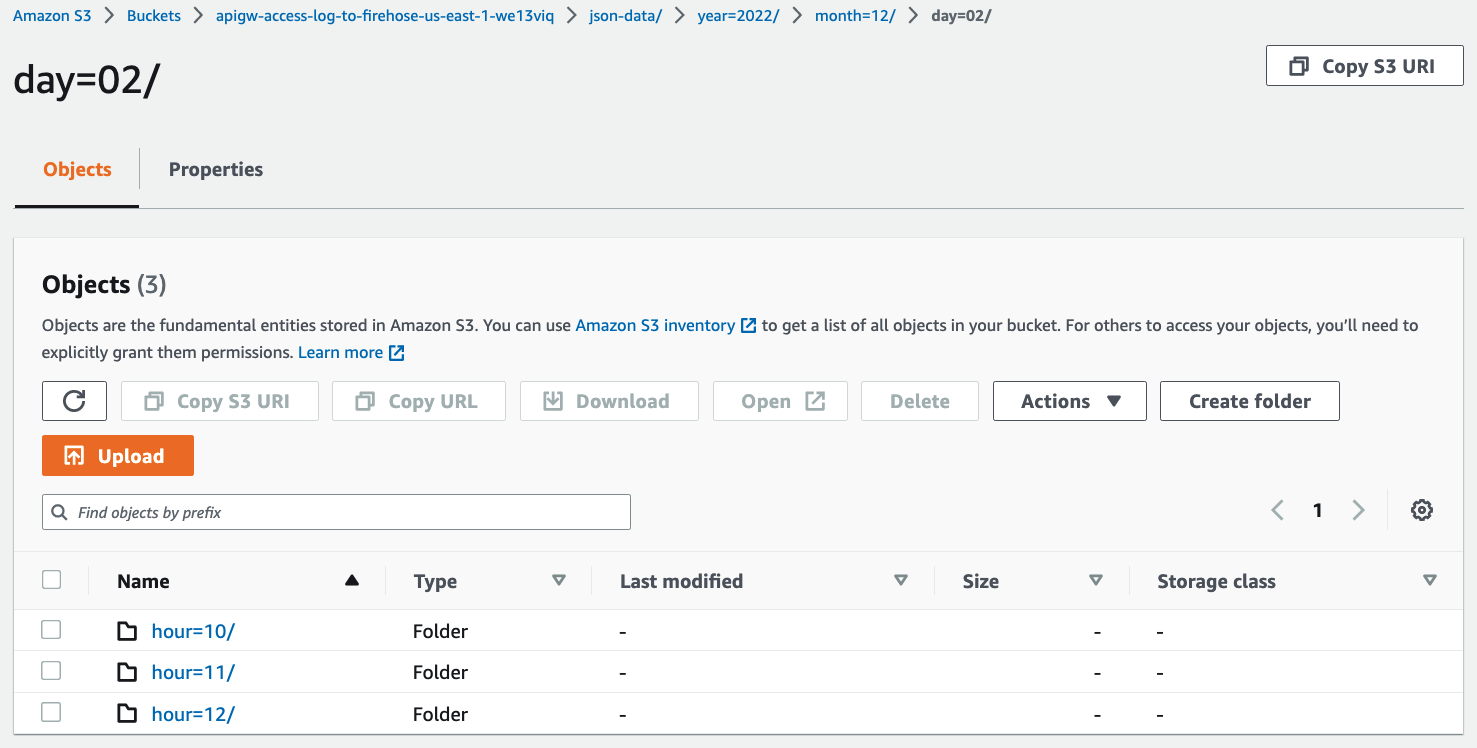 Amazon S3 > Buckets > apigw-access-log-to-firehose-us-east-1-we13viq > json-data/ > year=2022/ > month=12/ > day=02/
day=02/
Copy S3 URI
Objects
Properties
Objects (3)
Objects are the fundamental entities stored in Amazon S3. You can use Amazon S3 inventory to get a list of all objects in your bucket. For others to access your objects, you’ll need to
explicitly grant them permissions. Learn more
Copy S3 URI Copy URL Download Open Delete Actions Create folder
Upload
Find objects by prefix
1
Name Type Last modified Size Storage class
hour=10/ Folder - - -
hour=11/ Folder - - -
hour=12/ Folder - - -